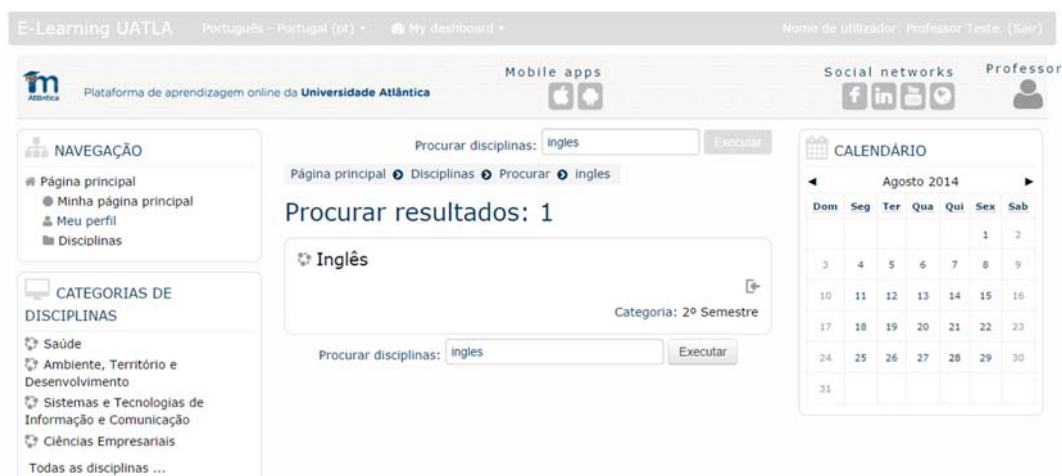 E-Learning UATLA Português - Portugal (pt) My dashboard Nome de utilizador: Professor Teste. (Sair)
Atlântica
Plataforma de aprendizagem online da Universidade Atlântica
Mobile apps
Social networks
Professor
NAVEGAÇÃO
Página principal
Minha página principal
Meu perfil
Disciplinas
CATEGORIAS DE
DISCIPLINAS
Saúde
Ambiente, Território e
Desenvolvimento
Sistemas e Tecnologias de
Informação e Comunicação
Ciências Empresariais
Todas as disciplinas ...
Procurar disciplinas: ingles Executar
Página principal Disciplinas Procurar ingles
Procurar resultados: 1
Inglês
Categoria: 2º Semestre
Procurar disciplinas: ingles Executar
CALENDÁRIO
Agosto 2014
Dom Seg Ter Qua Qui Sex Sab
1 2
3 4 5 6 7 8 9
10 11 12 13 14 15 16
17 18 19 20 21 22 23
24 25 26 27 28 29 30
31